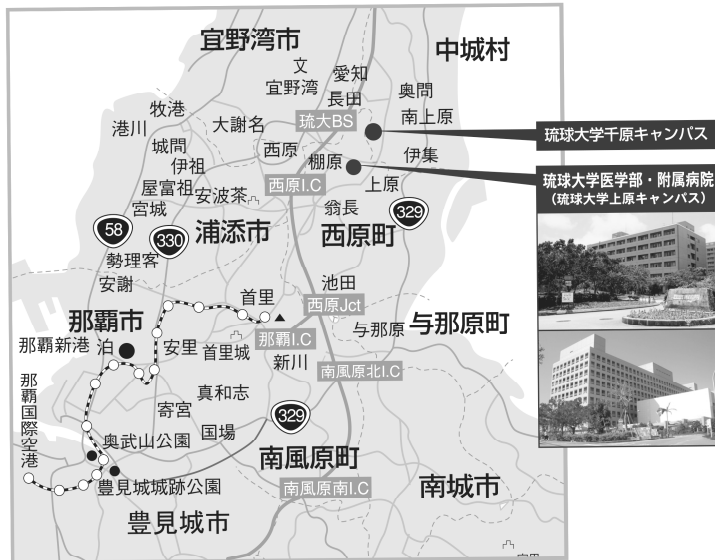 宜野湾市
中城村
文
愛知
宜野湾
長田
奥間
牧港
大謝名
琉大BS
南上原
港川
琉球大学千原キャンパス
城間
西原
棚原
伊集
伊祖
西原I.C
上原
琉球大学医学部・附属病院
(琉球大学上原キャンパス)
屋富祖
安波茶
宮城
翁長
329
58
330
浦添市
西原町
勢理客
安謝
池田
首里
西原Jct
那覇市
与那原
与那原町
那覇新港
泊
安里
首里城
那覇I.C
新川
南風原北I.C
那覇国際空港
真和志
寄宮
329
奥武山公園
国場
南風原町
豊見城城跡公園
南風原南I.C
南城市
豊見城市